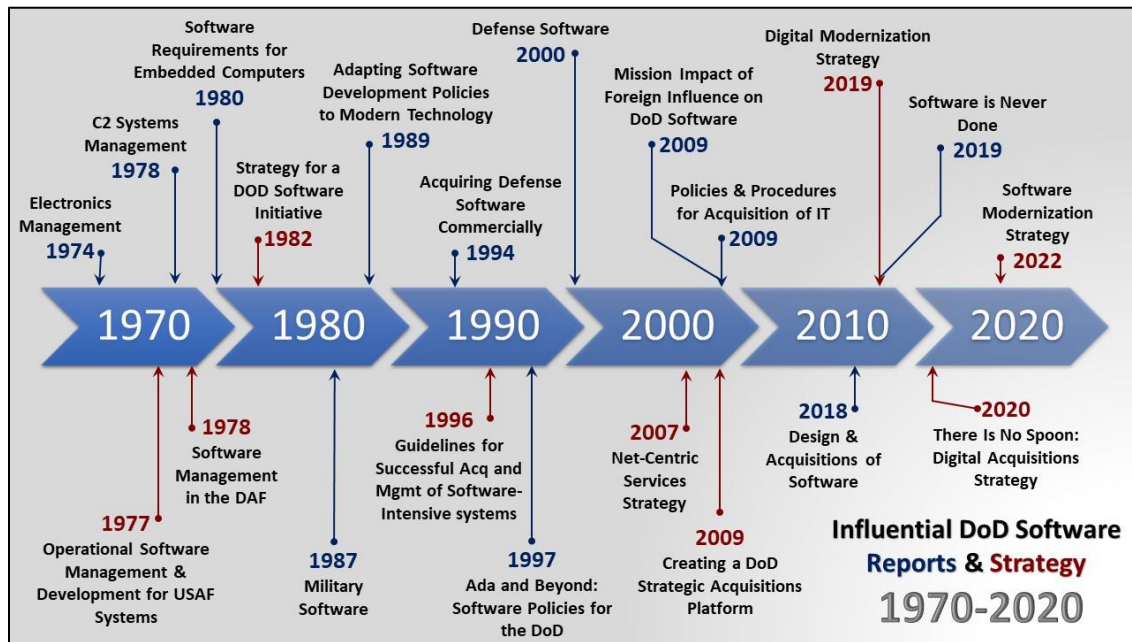 Electronics
Management
1974
C2 Systems
Management
1978
Software
Requirements for
Embedded Computers
1980
Strategy for a
DOD Software
Initiative
1982
Adapting Software
Development Policies
to Modern Technology
1989
Acquiring Defense
Software
Commercially
1994
Defense Software
2000
Mission Impact of
Foreign Influence on
DoD Software
2009
Policies & Procedures
for Acquisition of IT
2009
Digital Modernization
Strategy
2019
Software is Never
Done
2019
Software
Modernization
Strategy
2022
1970
1980
1990
2000
2010
2020
1977
Operational Software
Management &
Development for USAF
Systems
1978
Software
Management
in the DAF
1987
Military
Software
1996
Guidelines for
Successful Acq and
Mgmt of Software-
Intensive systems
1997
Ada and Beyond:
Software Policies for
the DoD
2007
Net-Centric
Services
Strategy
2009
Creating a DoD
Strategic Acquisitions
Platform
2018
Design &
Acquisitions of
Software
2020
There Is No Spoon:
Digital Acquisitions
Strategy
Influential DoD Software
Reports & Strategy
1970-2020